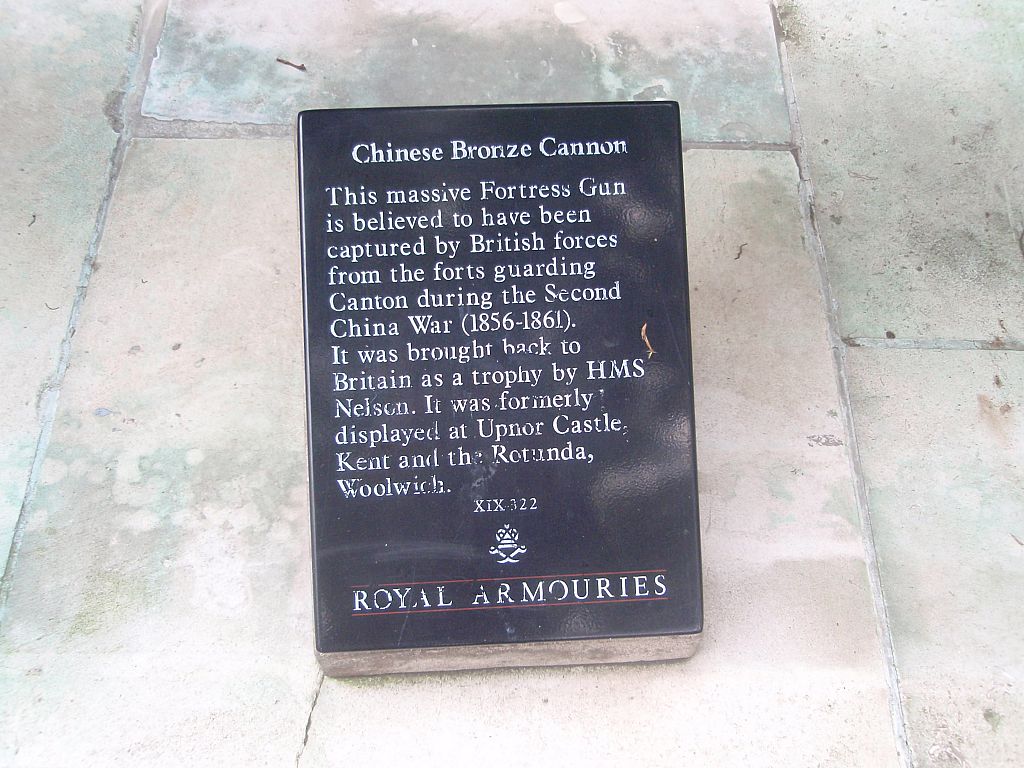 Chinese Bronze Cannon
This massive Fortress Gun
is believed to have been
captured by British forces
from the forts guarding
Canton during the Second
China War (1856-1861).
It was brought back to
Britain as a trophy by HMS
Nelson. It was formerly
displayed at Upnor Castle,
Kent and the Rotunda,
Woolwich.
XIX·322
ROYAL ARMOURIES